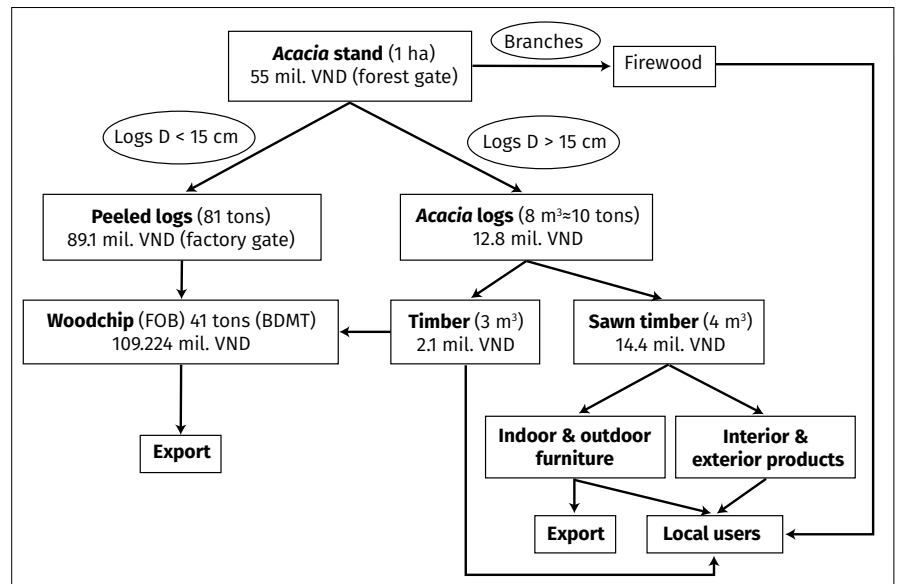 Acacia stand (1 ha)
55 mil. VND (forest gate)
Branches
Firewood
Logs D < 15 cm
Logs D > 15 cm
Peeled logs (81 tons)
89.1 mil. VND (factory gate)
Acacia logs (8 m³≈10 tons)
12.8 mil. VND
Woodchip (FOB) 41 tons (BDMT)
109.224 mil. VND
Timber (3 m³)
2.1 mil. VND
Sawn timber (4 m³)
14.4 mil. VND
Export
Indoor & outdoor
furniture
Interior &
exterior products
Export
Local users